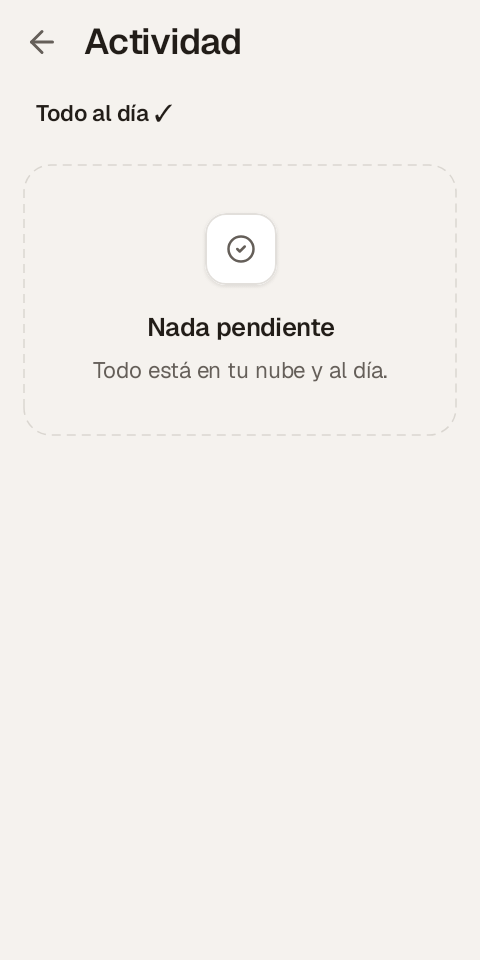 Actividad
Todo al día ✓
Nada pendiente
Todo está en tu nube y al día.